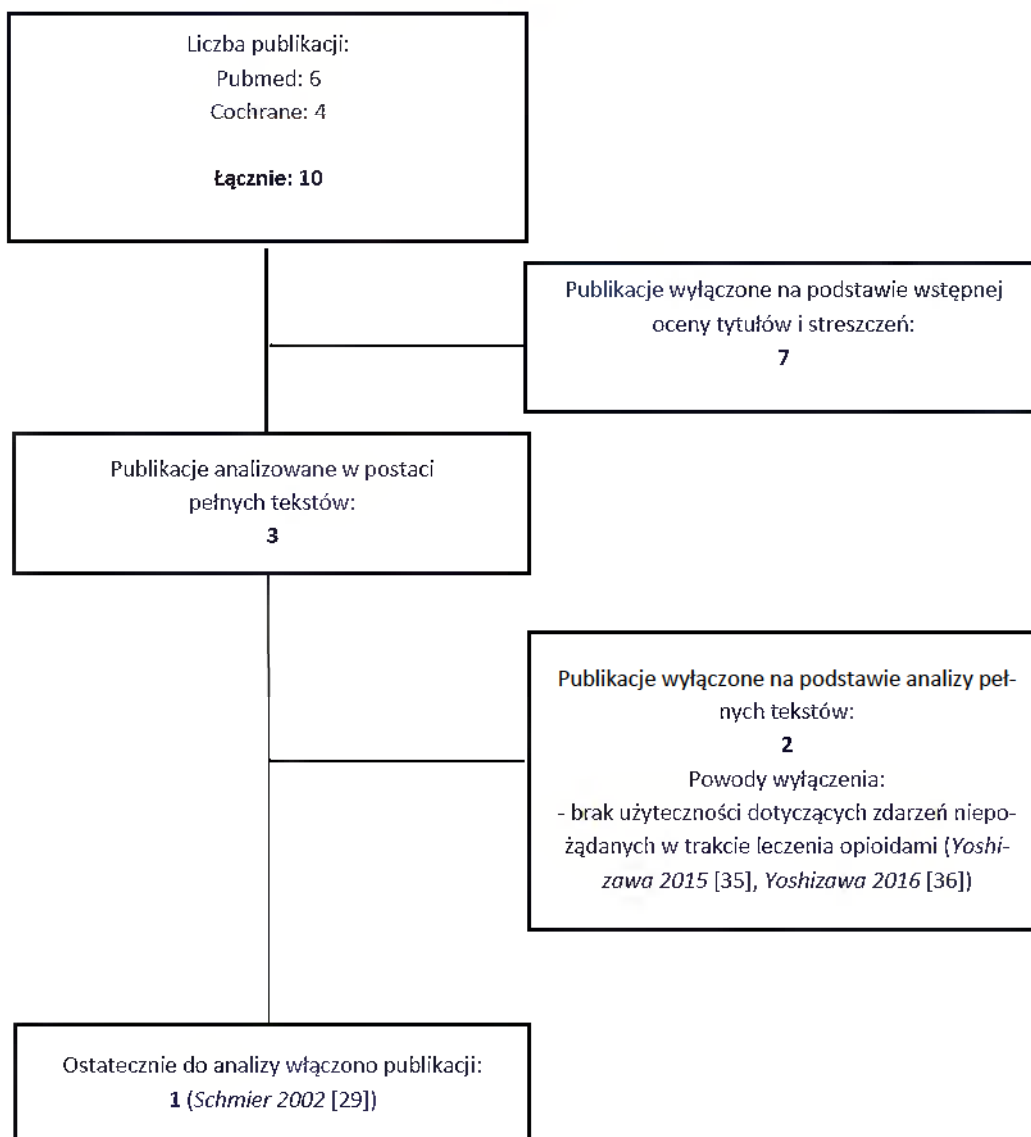 Liczba publikacji:
Pubmed: 6
Cochrane: 4
Łącznie: 10
Publikacje wyłączone na podstawie wstępnej
oceny tytułów i streszczeń:
7
Publikacje analizowane w postaci
pełnych tekstów:
3
Publikacje wyłączone na podstawie analizy peł-
nych tekstów:
2
Powody wyłączenia:
- brak użyteczności dotyczących zdarzeń niepo-
żądanych w trakcie leczenia opioidami (Yoshi-
zawa 2015 [35], Yoshizawa 2016 [36])
Ostatecznie do analizy włączono publikacji:
1 (Schmier 2002 [29])